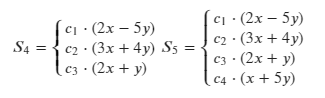 S₄ = { c₁ · (2x − 5y)
c₂ · (3x + 4y)
c₃ · (2x + y)
S₅ = { c₁ · (2x − 5y)
c₂ · (3x + 4y)
c₃ · (2x + y)
c₄ · (x + 5y)